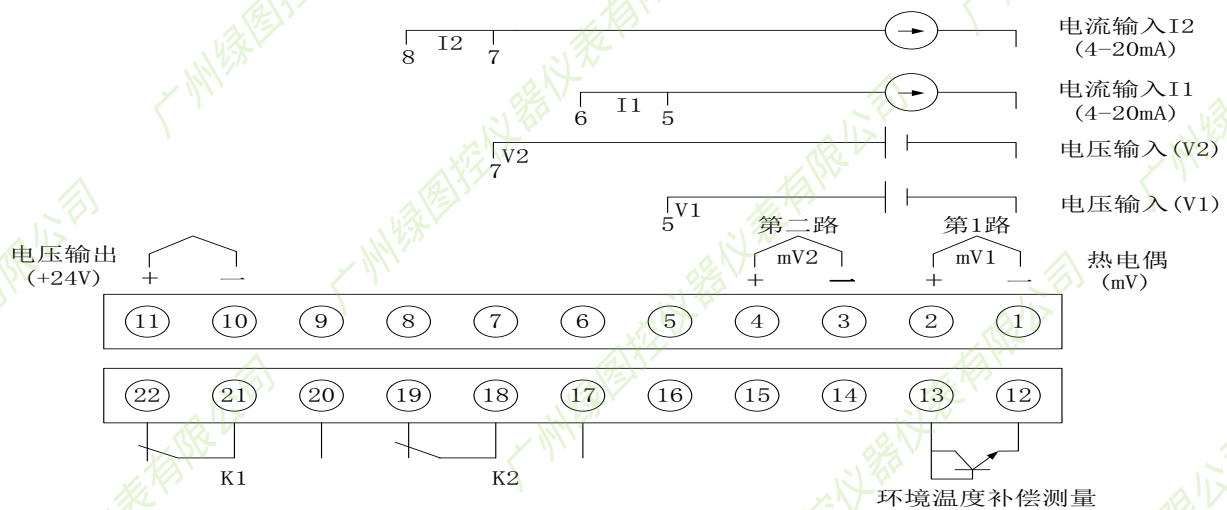 电流输入I2
(4-20mA)
8 I2 7
电流输入I1
(4-20mA)
6 I1 5
电压输入(V2)
7 V2
电压输入(V1)
5 V1
第二路 第1路
mV2 mV1
电压输出
(+24V)
热电偶
(mV)
+ - + - + -
11 10 9 8 7 6 5 4 3 2 1
22 21 20 19 18 17 16 15 14 13 12
K1 K2
环境温度补偿测量
广州绿图控仪器仪表有限公司